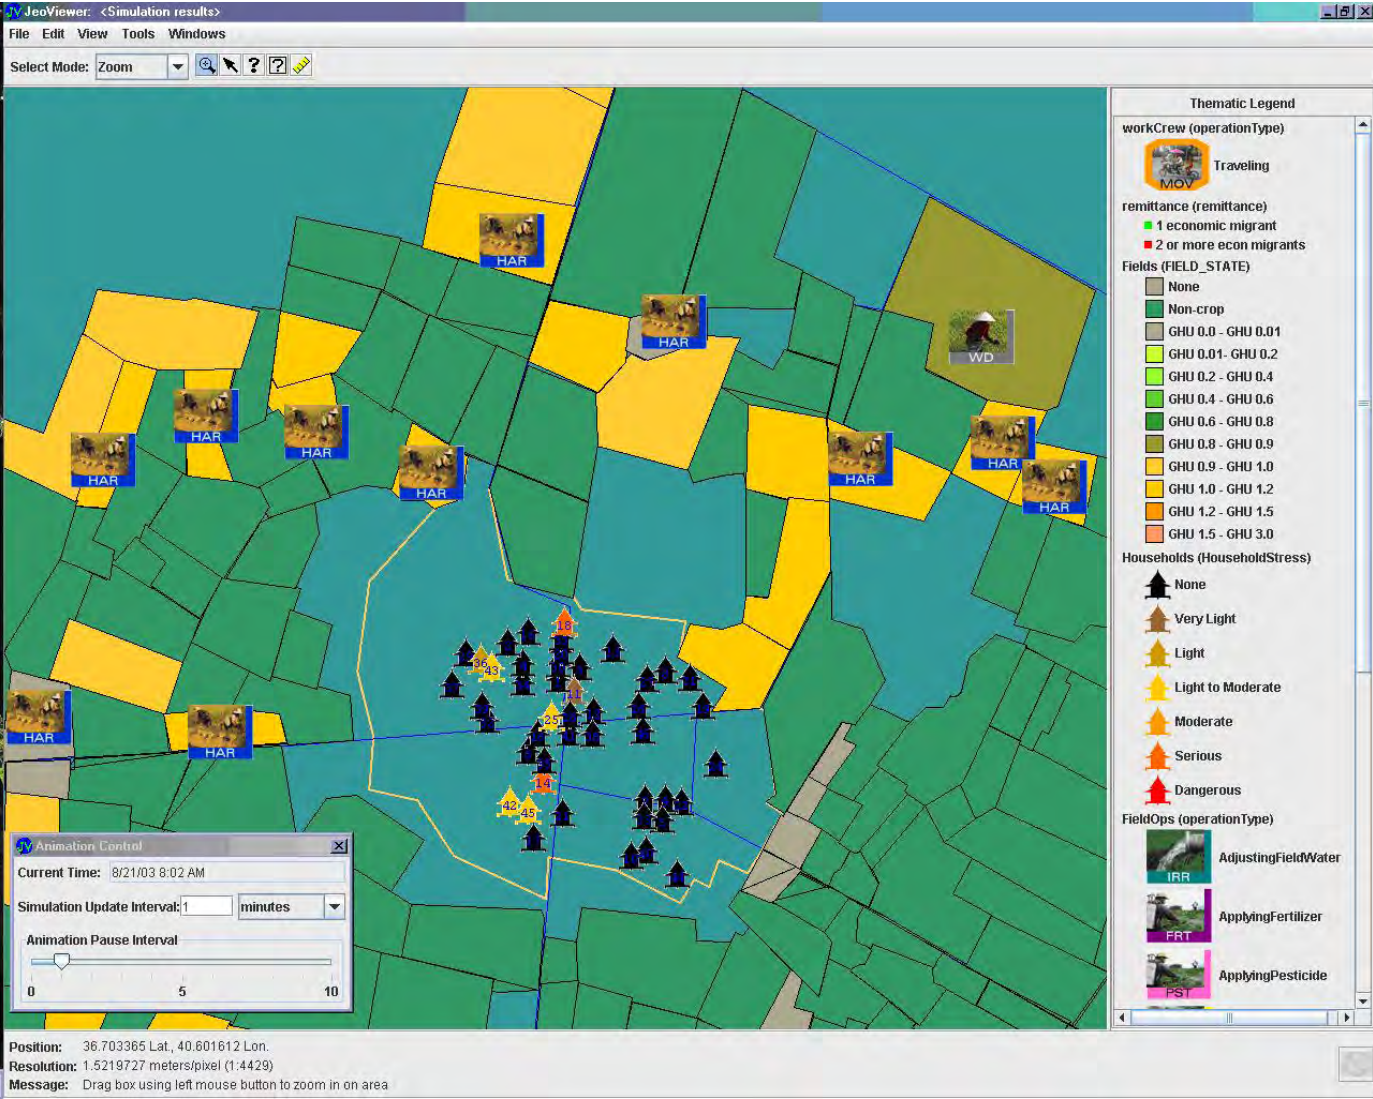 JeoViewer: <Simulation results>
File Edit View Tools Windows
Select Mode: Zoom
HAR
HAR
WD
HAR
HAR
HAR
HAR
HAR
HAR
HAR
HAR
HAR
18
36
43
11
25
14
42
45
Animation Control
Current Time: 8/21/03 8:02 AM
Simulation Update Interval: 1 minutes
Animation Pause Interval
0 5 10
Thematic Legend
workCrew (operationType)
MOV Traveling
remittance (remittance)
1 economic migrant
2 or more econ migrants
Fields (FIELD_STATE)
None
Non-crop
GHU 0.0 - GHU 0.01
GHU 0.01- GHU 0.2
GHU 0.2 - GHU 0.4
GHU 0.4 - GHU 0.6
GHU 0.6 - GHU 0.8
GHU 0.8 - GHU 0.9
GHU 0.9 - GHU 1.0
GHU 1.0 - GHU 1.2
GHU 1.2 - GHU 1.5
GHU 1.5 - GHU 3.0
Households (HouseholdStress)
None
Very Light
Light
Light to Moderate
Moderate
Serious
Dangerous
FieldOps (operationType)
IRR AdjustingFieldWater
FRT ApplyingFertilizer
PST ApplyingPesticide
Position: 36.703365 Lat., 40.601612 Lon.
Resolution: 1.5219727 meters/pixel (1:4429)
Message: Drag box using left mouse button to zoom in on area